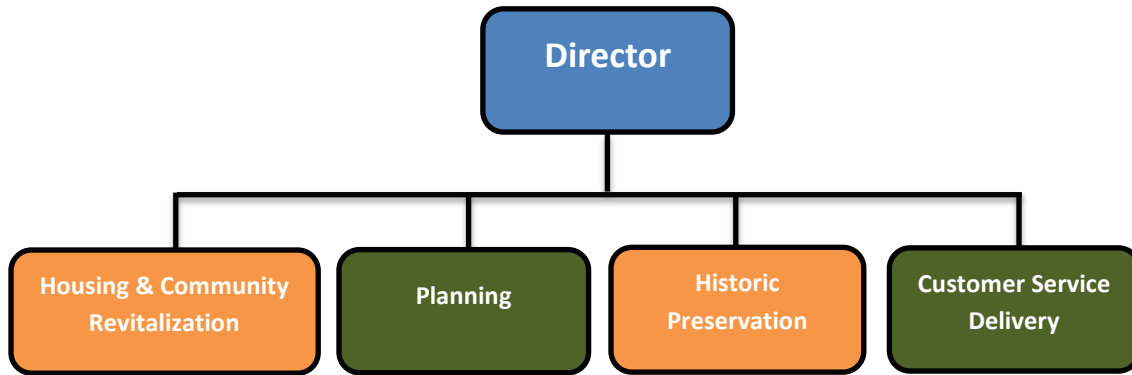 Director
Housing & Community
Revitalization
Planning
Historic
Preservation
Customer Service
Delivery